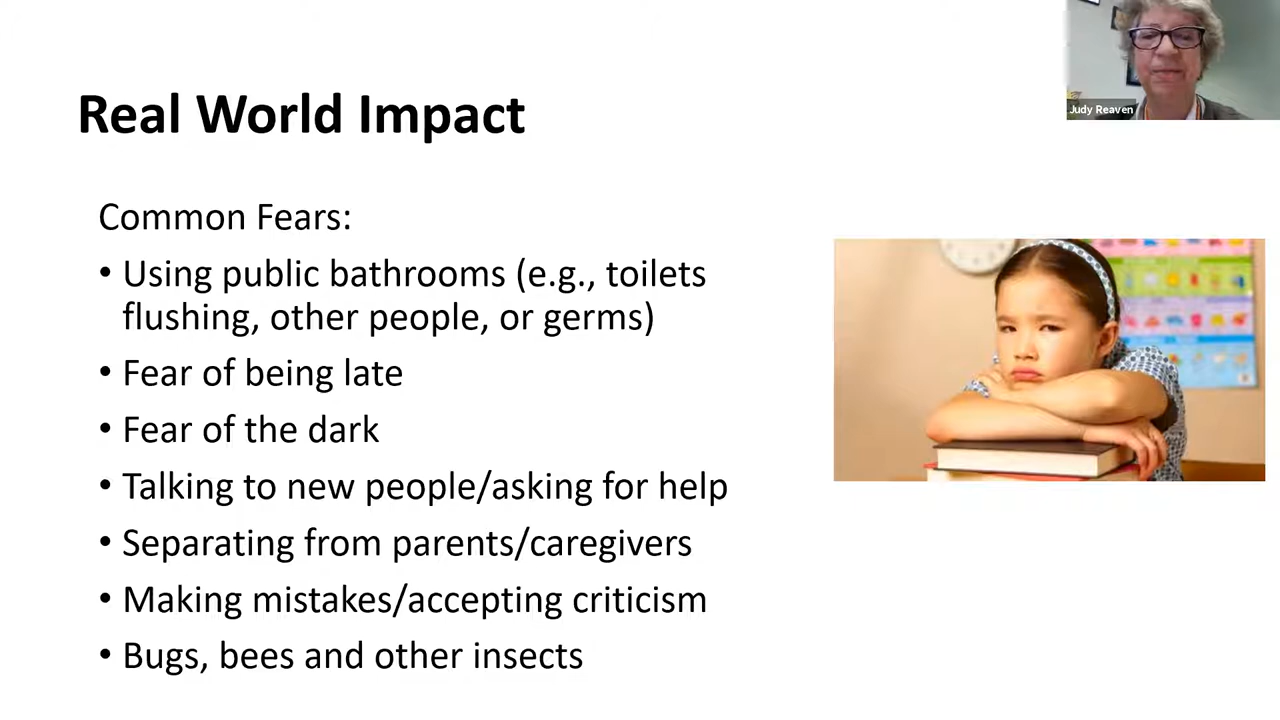 Judy Reaven
Real World Impact
Common Fears:
• Using public bathrooms (e.g., toilets
flushing, other people, or germs)
• Fear of being late
• Fear of the dark
• Talking to new people/asking for help
• Separating from parents/caregivers
• Making mistakes/accepting criticism
• Bugs, bees and other insects